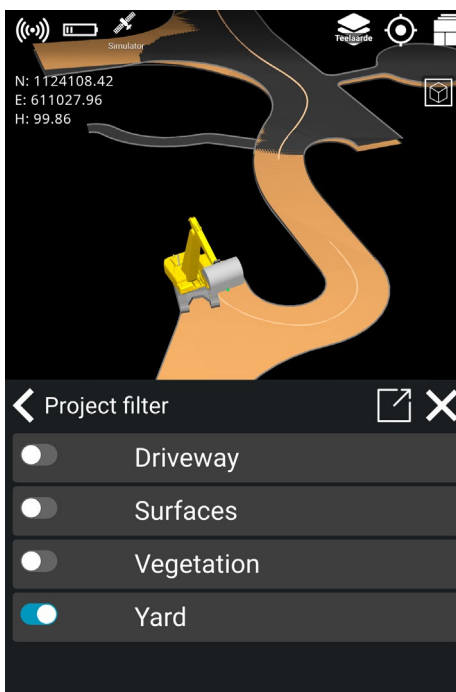 Simulator
Teelaarde
N: 1124108.42
E: 611027.96
H: 99.86
Project filter
Driveway
Surfaces
Vegetation
Yard